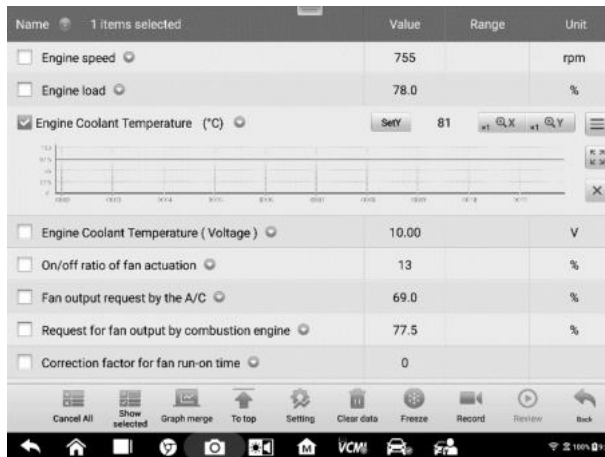 Name 1 items selected Value Range Unit
Engine speed 755 rpm
Engine load 78.0 %
Engine Coolant Temperature (°C) SetY 81 x1 X x1 Y
Engine Coolant Temperature ( Voltage ) 10.00 V
On/off ratio of fan actuation 13 %
Fan output request by the A/C 69.0 %
Request for fan output by combustion engine 77.5 %
Correction factor for fan run-on time 0
Cancel All Show selected Graph merge To top Setting Clear data Freeze Record Review Back
M VCMI 100%